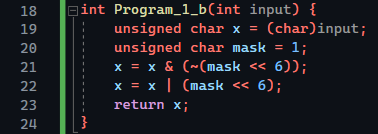 18 int Program_1_b(int input) {
19 unsigned char x = (char)input;
20 unsigned char mask = 1;
21 x = x & (~(mask << 6));
22 x = x | (mask << 6);
23 return x;
24 }